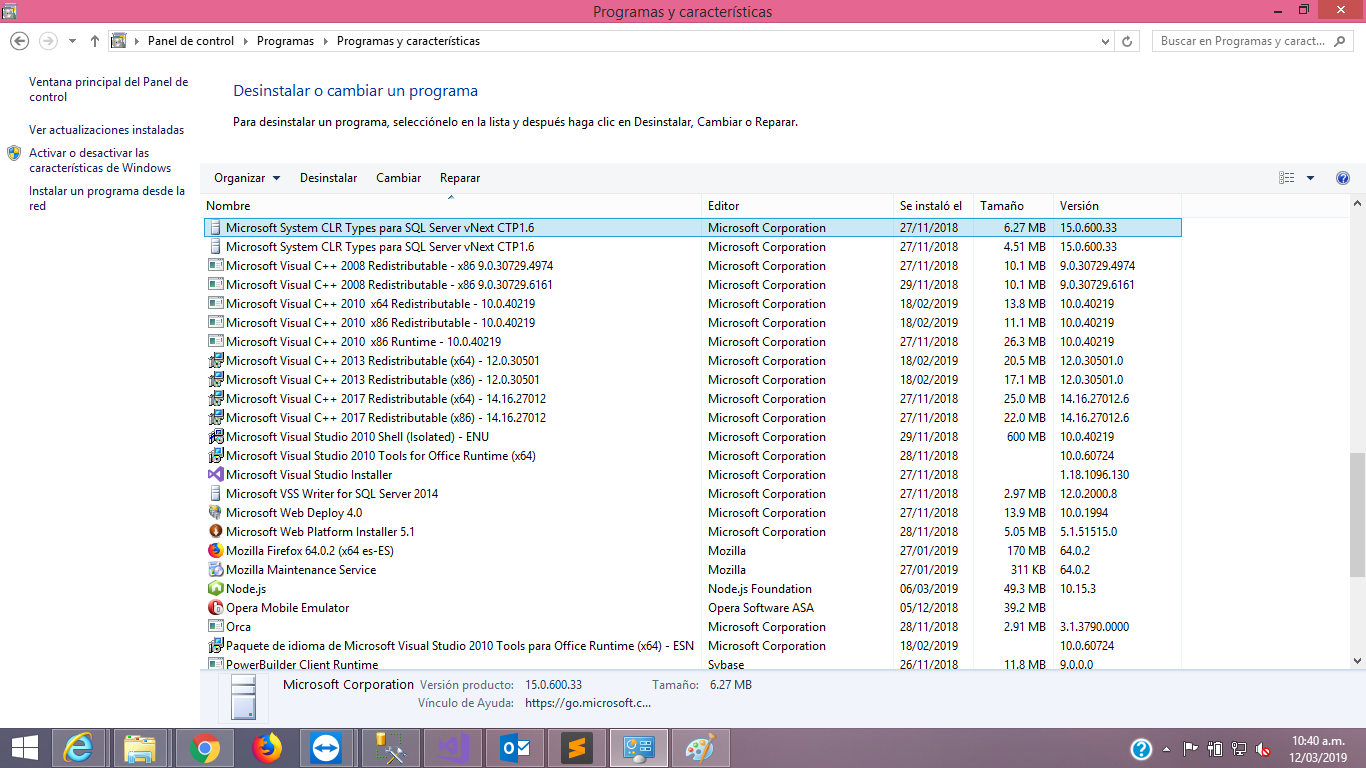 Programas y características
Panel de control Programas Programas y características
Buscar en Programas y caract...
Ventana principal del Panel de
control
Ver actualizaciones instaladas
Activar o desactivar las
características de Windows
Instalar un programa desde la
red
Desinstalar o cambiar un programa
Para desinstalar un programa, selecciónelo en la lista y después haga clic en Desinstalar, Cambiar o Reparar.
Organizar Desinstalar Cambiar Reparar
Nombre Editor Se instaló el Tamaño Versión
Microsoft System CLR Types para SQL Server vNext CTP1.6 Microsoft Corporation 27/11/2018 6.27 MB 15.0.600.33
Microsoft System CLR Types para SQL Server vNext CTP1.6 Microsoft Corporation 27/11/2018 4.51 MB 15.0.600.33
Microsoft Visual C++ 2008 Redistributable - x86 9.0.30729.4974 Microsoft Corporation 27/11/2018 10.1 MB 9.0.30729.4974
Microsoft Visual C++ 2008 Redistributable - x86 9.0.30729.6161 Microsoft Corporation 29/11/2018 10.1 MB 9.0.30729.6161
Microsoft Visual C++ 2010 x64 Redistributable - 10.0.40219 Microsoft Corporation 18/02/2019 13.8 MB 10.0.40219
Microsoft Visual C++ 2010 x86 Redistributable - 10.0.40219 Microsoft Corporation 18/02/2019 11.1 MB 10.0.40219
Microsoft Visual C++ 2010 x86 Runtime - 10.0.40219 Microsoft Corporation 27/11/2018 26.3 MB 10.0.40219
Microsoft Visual C++ 2013 Redistributable (x64) - 12.0.30501 Microsoft Corporation 18/02/2019 20.5 MB 12.0.30501.0
Microsoft Visual C++ 2013 Redistributable (x86) - 12.0.30501 Microsoft Corporation 18/02/2019 17.1 MB 12.0.30501.0
Microsoft Visual C++ 2017 Redistributable (x64) - 14.16.27012 Microsoft Corporation 27/11/2018 25.0 MB 14.16.27012.6
Microsoft Visual C++ 2017 Redistributable (x86) - 14.16.27012 Microsoft Corporation 27/11/2018 22.0 MB 14.16.27012.6
Microsoft Visual Studio 2010 Shell (Isolated) - ENU Microsoft Corporation 29/11/2018 600 MB 10.0.40219
Microsoft Visual Studio 2010 Tools for Office Runtime (x64) Microsoft Corporation 28/11/2018 10.0.60724
Microsoft Visual Studio Installer Microsoft Corporation 27/11/2018 1.18.1096.130
Microsoft VSS Writer for SQL Server 2014 Microsoft Corporation 27/11/2018 2.97 MB 12.0.2000.8
Microsoft Web Deploy 4.0 Microsoft Corporation 27/11/2018 13.9 MB 10.0.1994
Microsoft Web Platform Installer 5.1 Microsoft Corporation 28/11/2018 5.05 MB 5.1.51515.0
Mozilla Firefox 64.0.2 (x64 es-ES) Mozilla 27/01/2019 170 MB 64.0.2
Mozilla Maintenance Service Mozilla 27/01/2019 311 KB 64.0.2
Node.js Node.js Foundation 06/03/2019 49.3 MB 10.15.3
Opera Mobile Emulator Opera Software ASA 05/12/2018 39.2 MB
Orca Microsoft Corporation 28/11/2018 2.91 MB 3.1.3790.0000
Paquete de idioma de Microsoft Visual Studio 2010 Tools para Office Runtime (x64) - ESN Microsoft Corporation 18/02/2019 10.0.60724
PowerBuilder Client Runtime Sybase 26/11/2018 11.8 MB 9.0.0.0
Microsoft Corporation Versión producto: 15.0.600.33 Tamaño: 6.27 MB
Vínculo de Ayuda: https://go.microsoft.c...
10:40 a.m.
12/03/2019